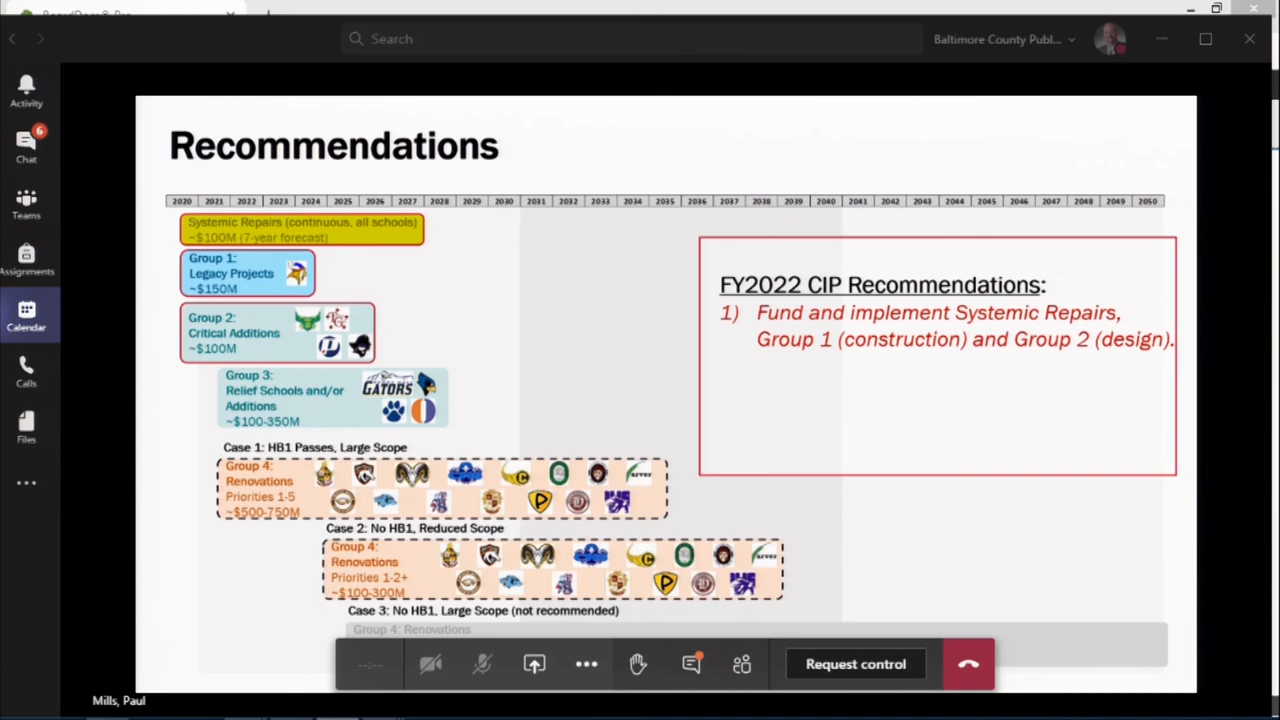 Search
Baltimore County Publ...
Activity
6
Chat
Teams
Assignments
Calendar
Calls
Files
Recommendations
2020 2021 2022 2023 2024 2025 2026 2027 2028 2029 2030 2031 2032 2033 2034 2035 2036 2037 2038 2039 2040 2041 2042 2043 2044 2045 2046 2047 2048 2049 2050
Systemic Repairs (continuous, all schools)
~$100M (7-year forecast)
Group 1:
Legacy Projects
~$150M
Group 2:
Critical Additions
~$100M
Group 3:
Relief Schools and/or
Additions
~$100-350M
GATORS
Case 1: HB1 Passes, Large Scope
Group 4:
Renovations
Priorities 1-5
~$500-750M
Case 2: No HB1, Reduced Scope
Group 4:
Renovations
Priorities 1-2+
~$100-300M
Case 3: No HB1, Large Scope (not recommended)
Group 4: Renovations
FY2022 CIP Recommendations:
1) Fund and implement Systemic Repairs,
Group 1 (construction) and Group 2 (design).
--:--
Request control
Mills, Paul